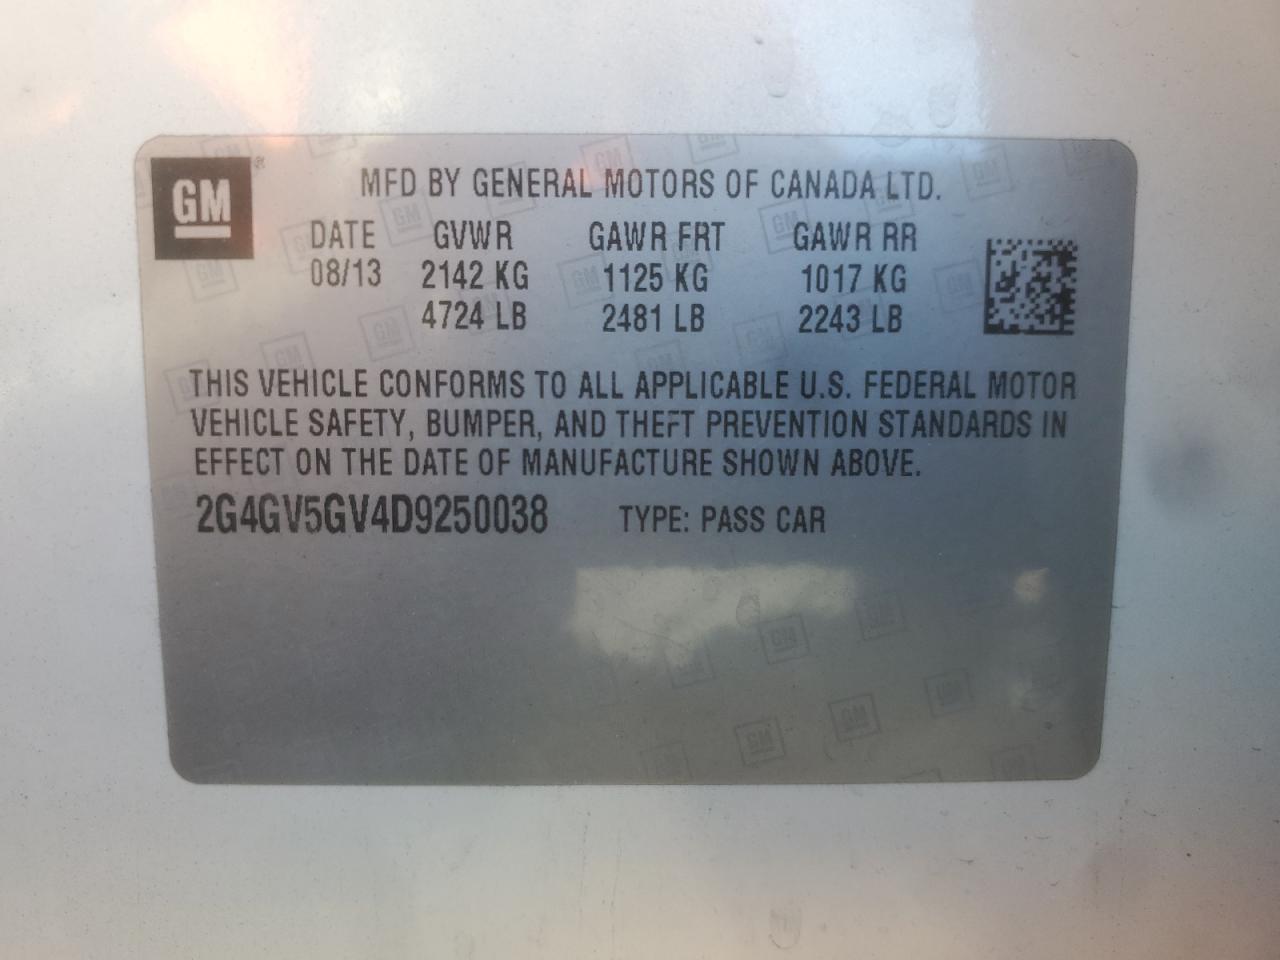 GM®
MFD BY GENERAL MOTORS OF CANADA LTD.
DATE GVWR GAWR FRT GAWR RR
08/13 2142 KG 1125 KG 1017 KG
4724 LB 2481 LB 2243 LB
THIS VEHICLE CONFORMS TO ALL APPLICABLE U.S. FEDERAL MOTOR
VEHICLE SAFETY, BUMPER, AND THEFT PREVENTION STANDARDS IN
EFFECT ON THE DATE OF MANUFACTURE SHOWN ABOVE.
2G4GV5GV4D9250038 TYPE: PASS CAR